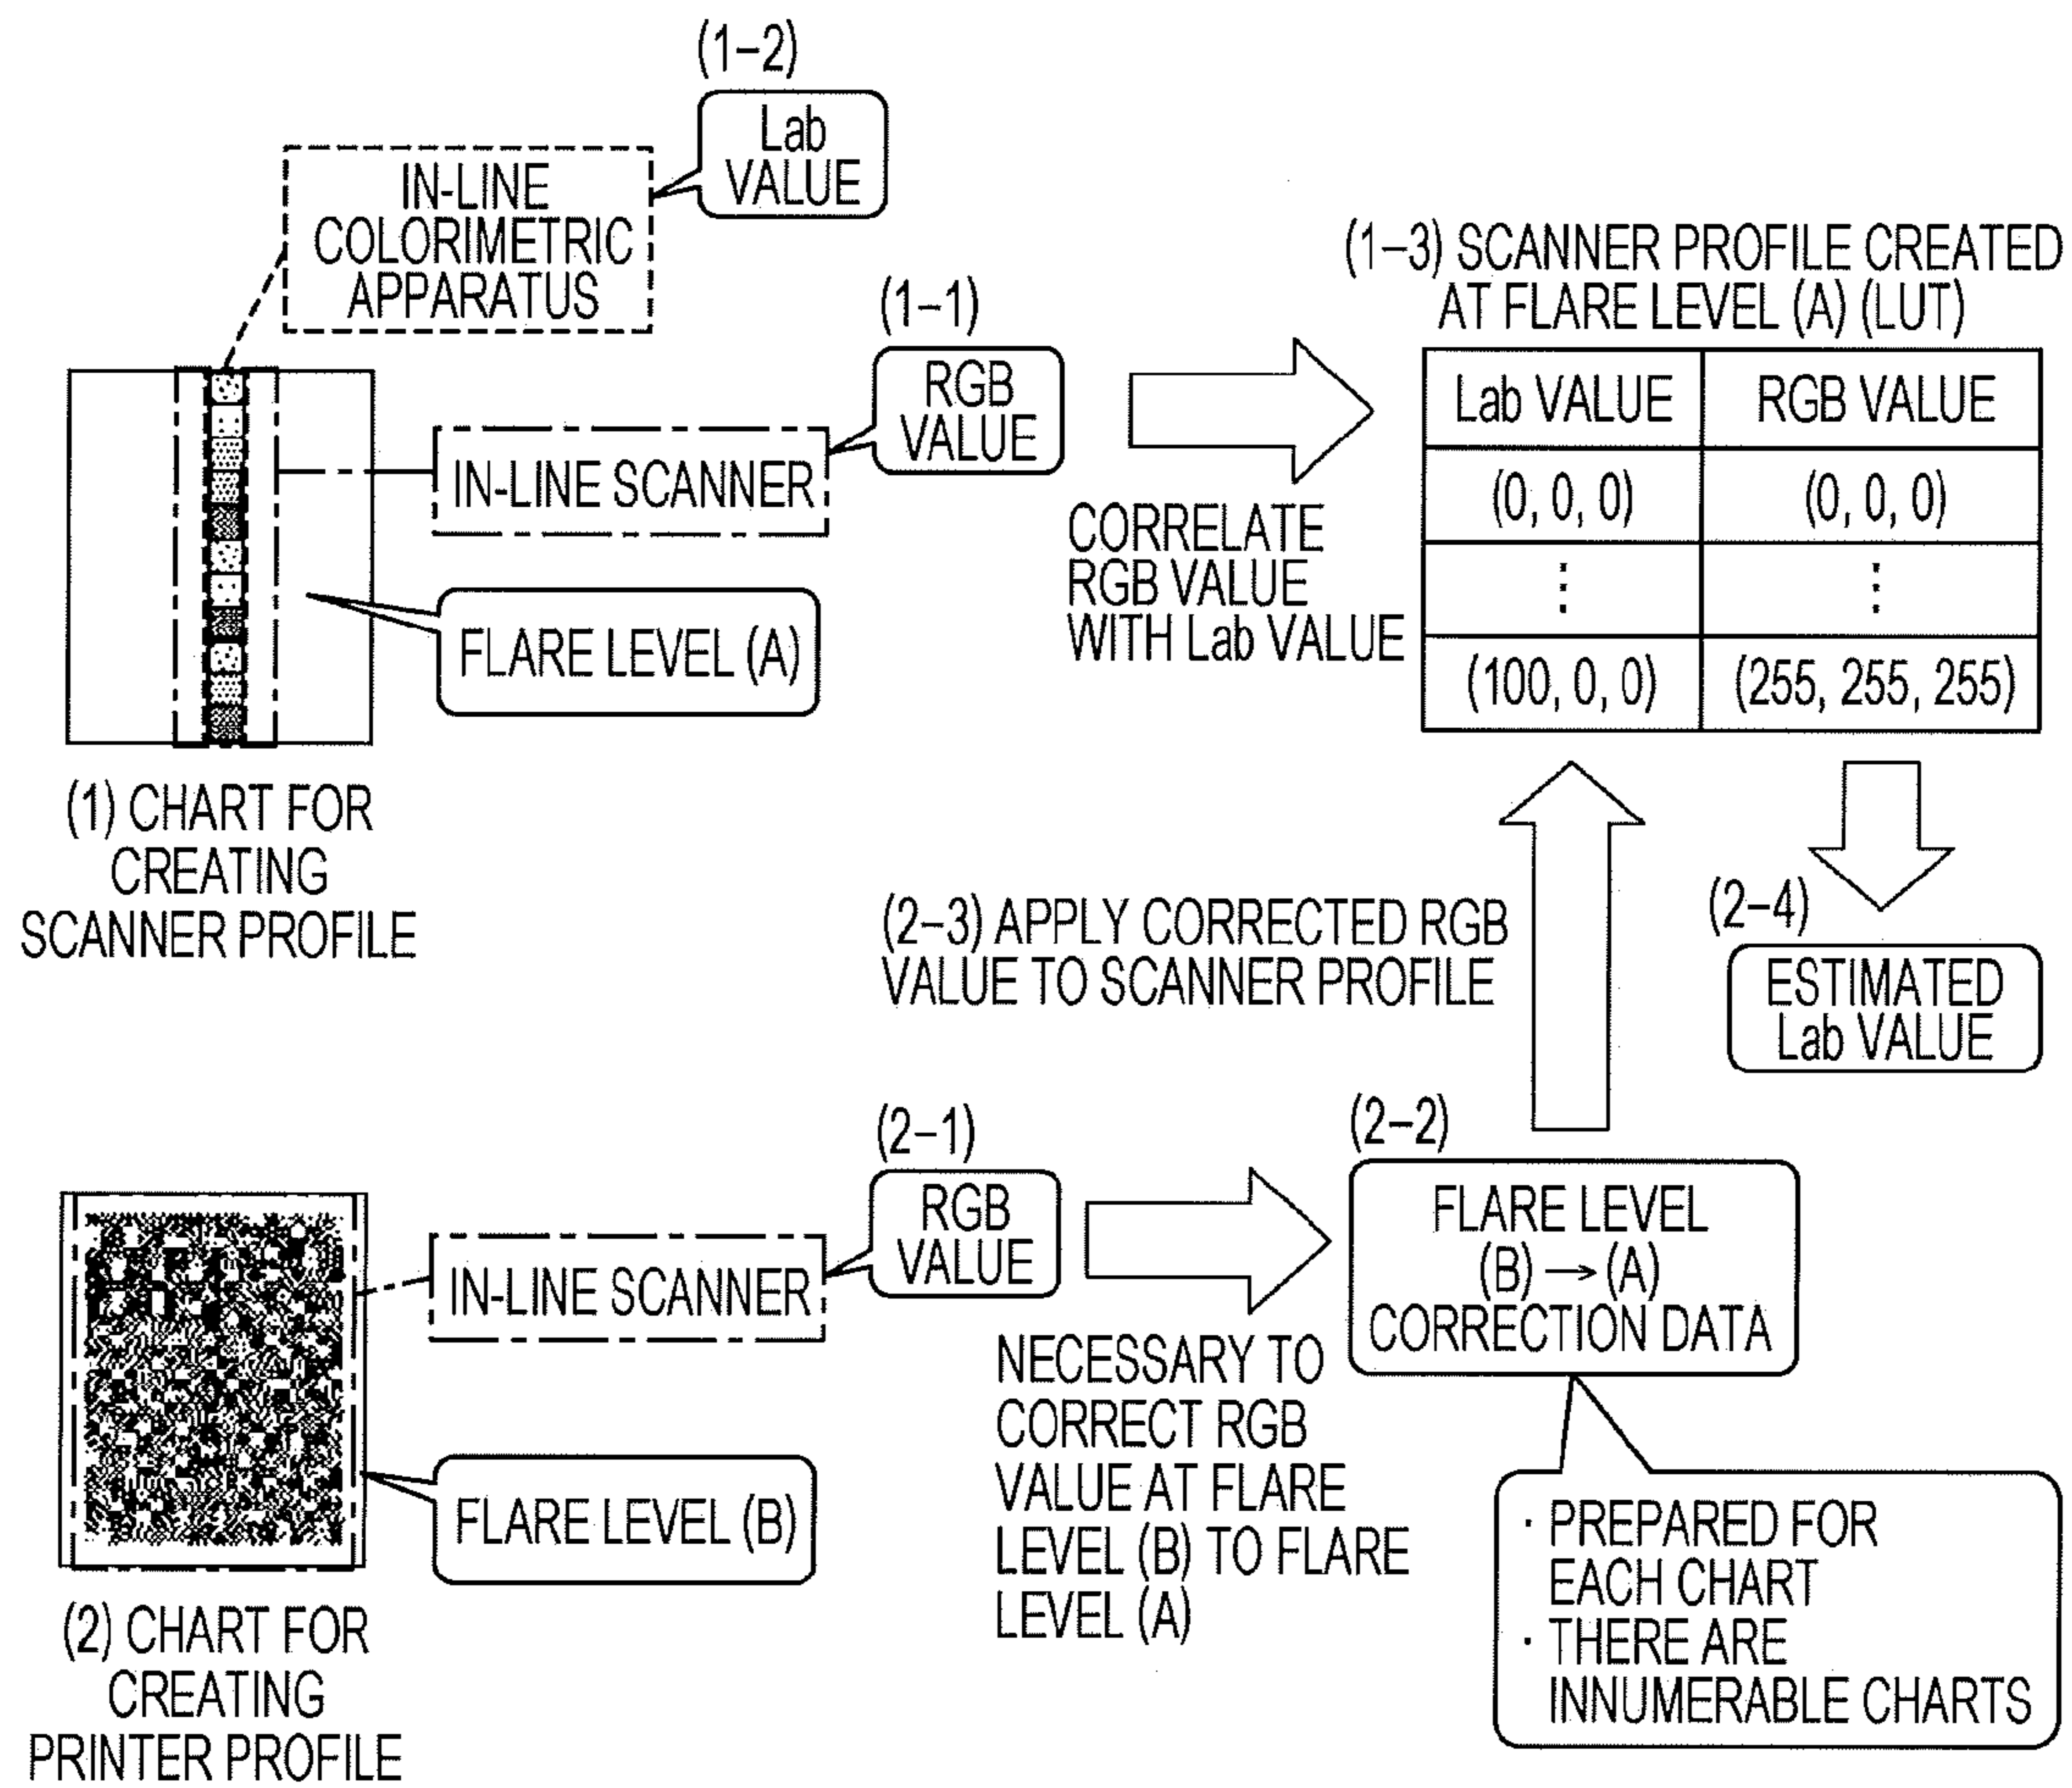 (1–2)
Lab
VALUE
IN-LINE
COLORIMETRIC
APPARATUS
(1–1)
RGB
VALUE
IN-LINE SCANNER
FLARE LEVEL (A)
(1) CHART FOR
CREATING
SCANNER PROFILE
CORRELATE
RGB VALUE
WITH Lab VALUE
(1–3) SCANNER PROFILE CREATED
AT FLARE LEVEL (A) (LUT)
Lab VALUE RGB VALUE
(0, 0, 0) (0, 0, 0)
⋮ ⋮
(100, 0, 0) (255, 255, 255)
(2–3) APPLY CORRECTED RGB
VALUE TO SCANNER PROFILE
(2–4)
ESTIMATED
Lab VALUE
(2–1)
RGB
VALUE
IN-LINE SCANNER
FLARE LEVEL (B)
(2) CHART FOR
CREATING
PRINTER PROFILE
NECESSARY TO
CORRECT RGB
VALUE AT FLARE
LEVEL (B) TO FLARE
LEVEL (A)
(2–2)
FLARE LEVEL
(B) → (A)
CORRECTION DATA
· PREPARED FOR
EACH CHART
· THERE ARE
INNUMERABLE CHARTS